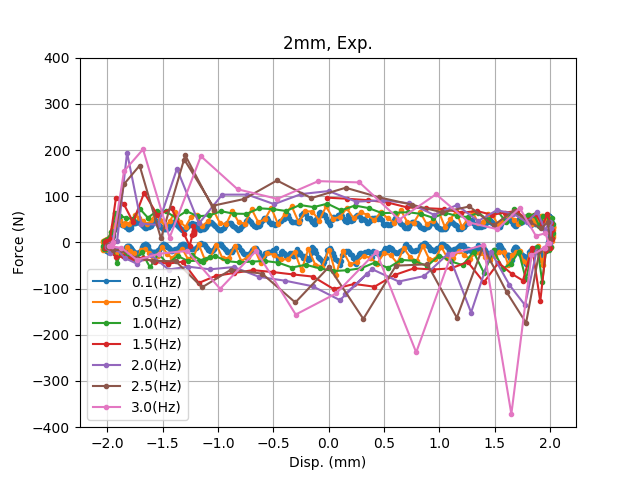 2mm, Exp.
Force (N)
400
300
200
100
0
−100
−200
−300
−400
0.1(Hz)
0.5(Hz)
1.0(Hz)
1.5(Hz)
2.0(Hz)
2.5(Hz)
3.0(Hz)
−2.0 −1.5 −1.0 −0.5 0.0 0.5 1.0 1.5 2.0
Disp. (mm)